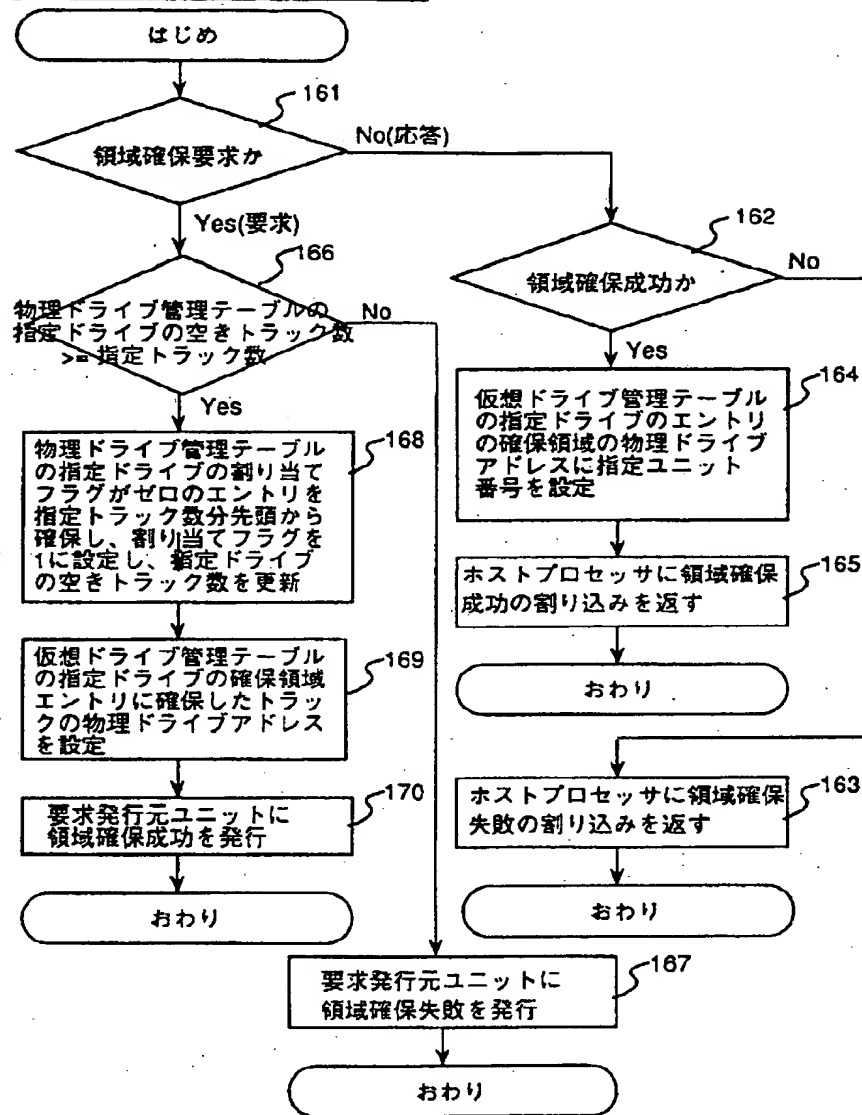 はじめ
161
領域確保要求か
No(応答)
Yes(要求)
162
領域確保成功か
No
166
物理ドライブ管理テーブルの
指定ドライブの空きトラック数
>= 指定トラック数
No
Yes
Yes
164
仮想ドライブ管理テーブル
の指定ドライブのエントリ
の確保領域の物理ドライブ
アドレスに指定ユニット
番号を設定
168
物理ドライブ管理テーブル
の指定ドライブの割り当て
フラグがゼロのエントリを
指定トラック数分先頭から
確保し、割り当てフラグを
1に設定し、指定ドライブ
の空きトラック数を更新
165
ホストプロセッサに領域確保
成功の割り込みを返す
おわり
169
仮想ドライブ管理テーブル
の指定ドライブの確保領域
エントリに確保したトラッ
クの物理ドライブアドレス
を設定
163
ホストプロセッサに領域確保
失敗の割り込みを返す
おわり
170
要求発行元ユニットに
領域確保成功を発行
おわり
167
要求発行元ユニットに
領域確保失敗を発行
おわり